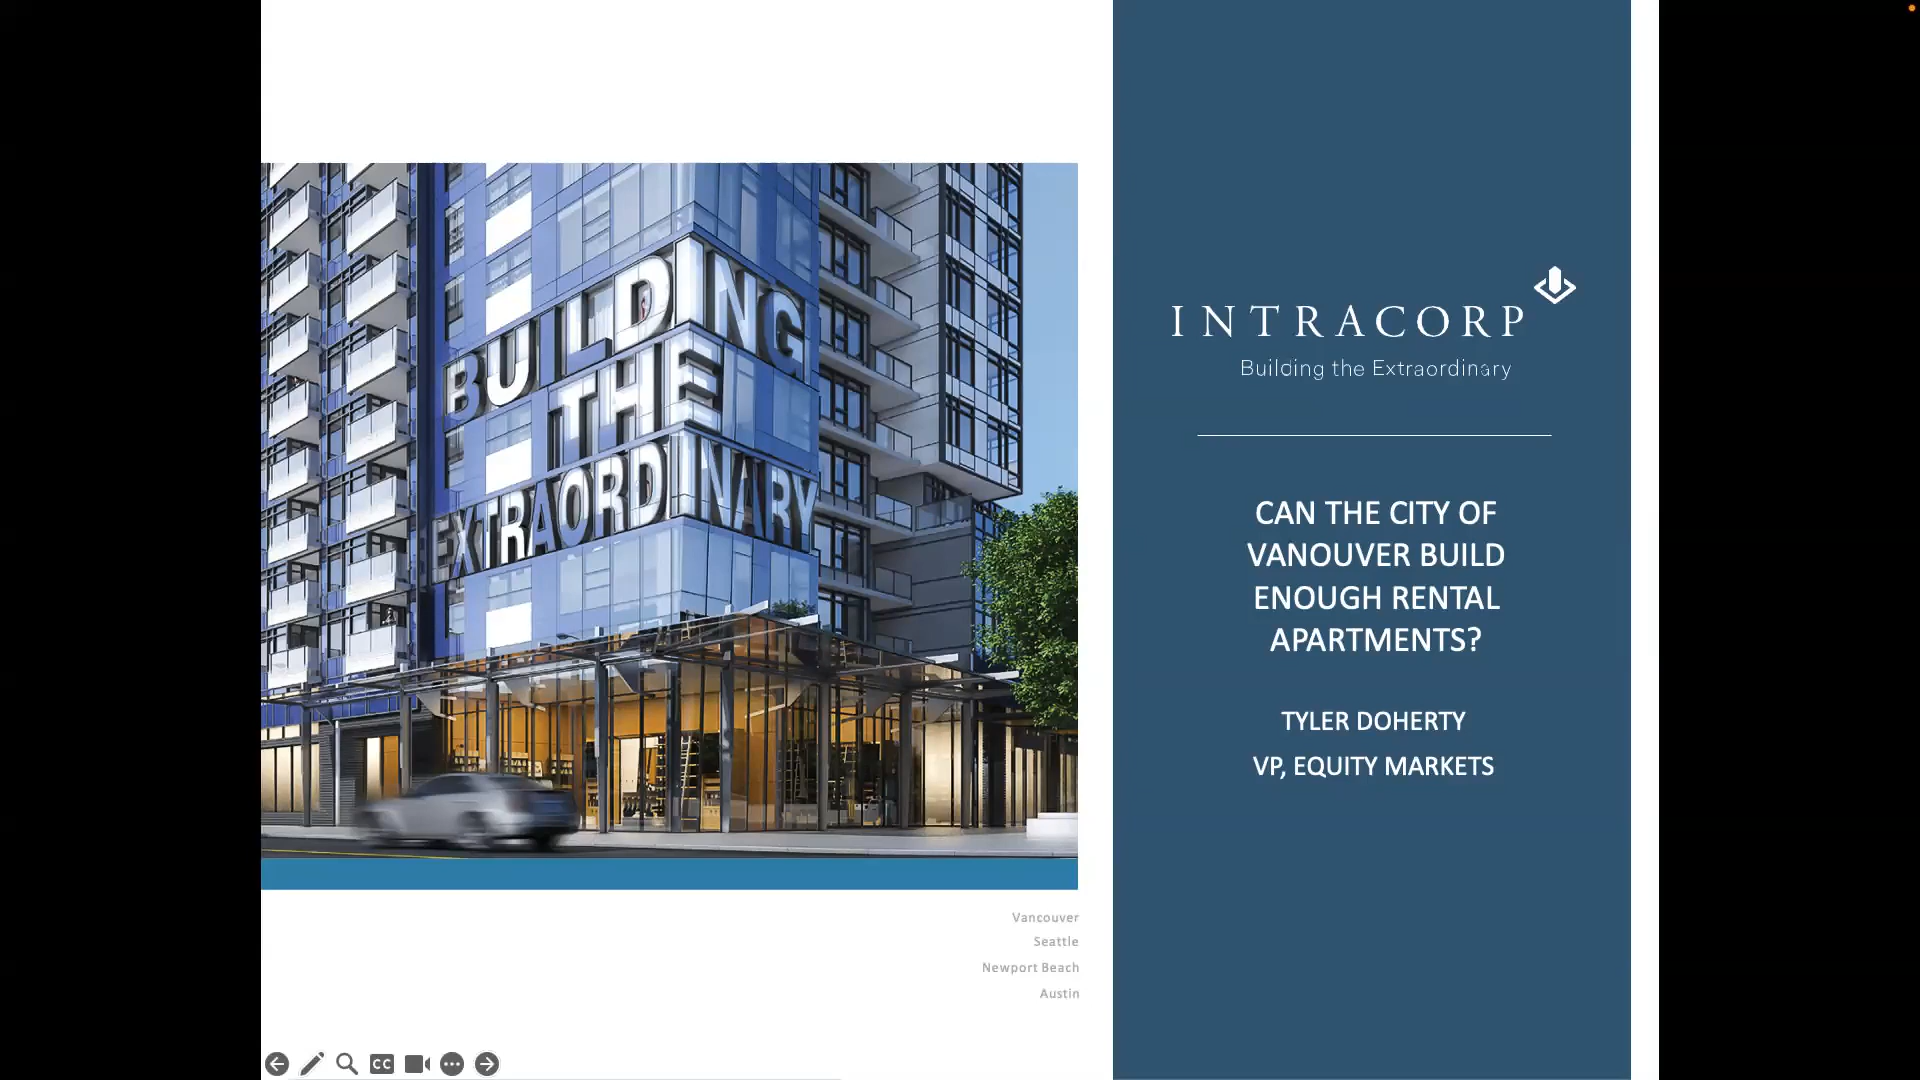 BUILDING
THE
EXTRAORDINARY.
INTRACORP
Building the Extraordinary
CAN THE CITY OF
VANOUVER BUILD
ENOUGH RENTAL
APARTMENTS?
TYLER DOHERTY
VP, EQUITY MARKETS
Vancouver
Seattle
Newport Beach
Austin
CC